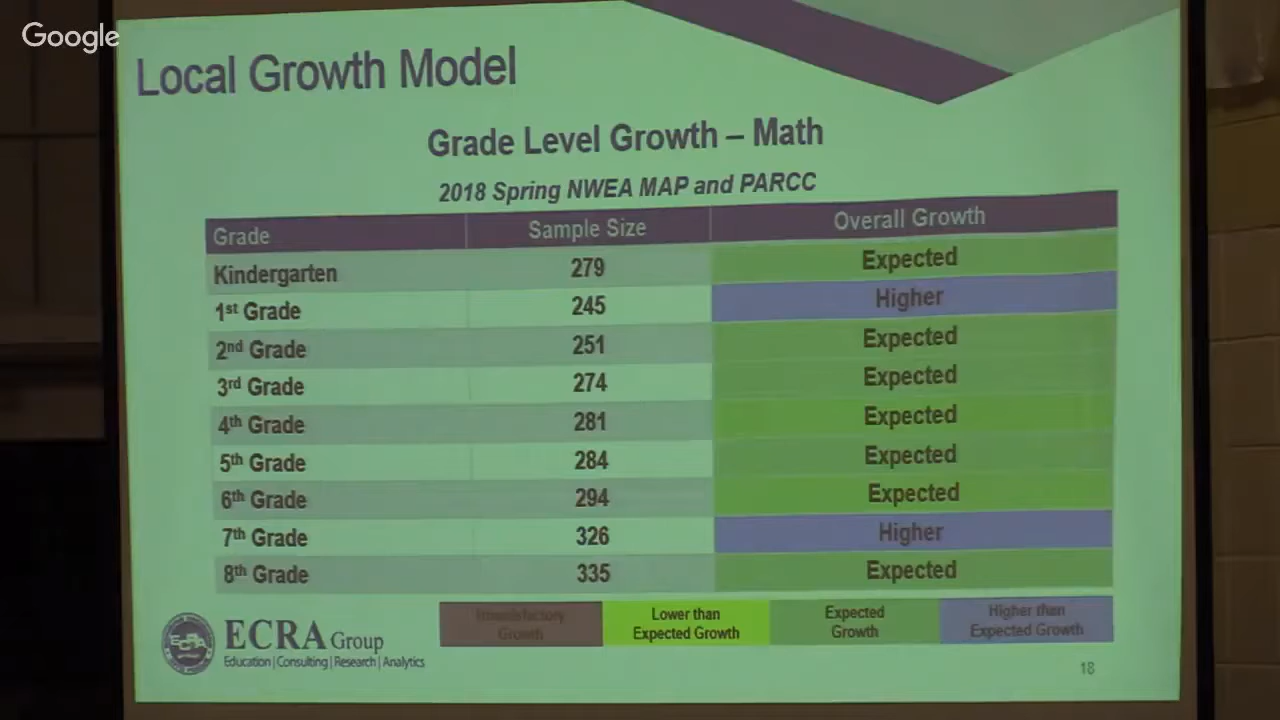 Google
Local Growth Model
Grade Level Growth – Math
2018 Spring NWEA MAP and PARCC
Grade Sample Size Overall Growth
Kindergarten 279 Expected
1st Grade 245 Higher
2nd Grade 251 Expected
3rd Grade 274 Expected
4th Grade 281 Expected
5th Grade 284 Expected
6th Grade 294 Expected
7th Grade 326 Higher
8th Grade 335 Expected
Growth
Lower than
Expected Growth
Expected
Growth
Higher than
Expected Growth
ECRA Group
Education | Consulting | Research | Analytics
18